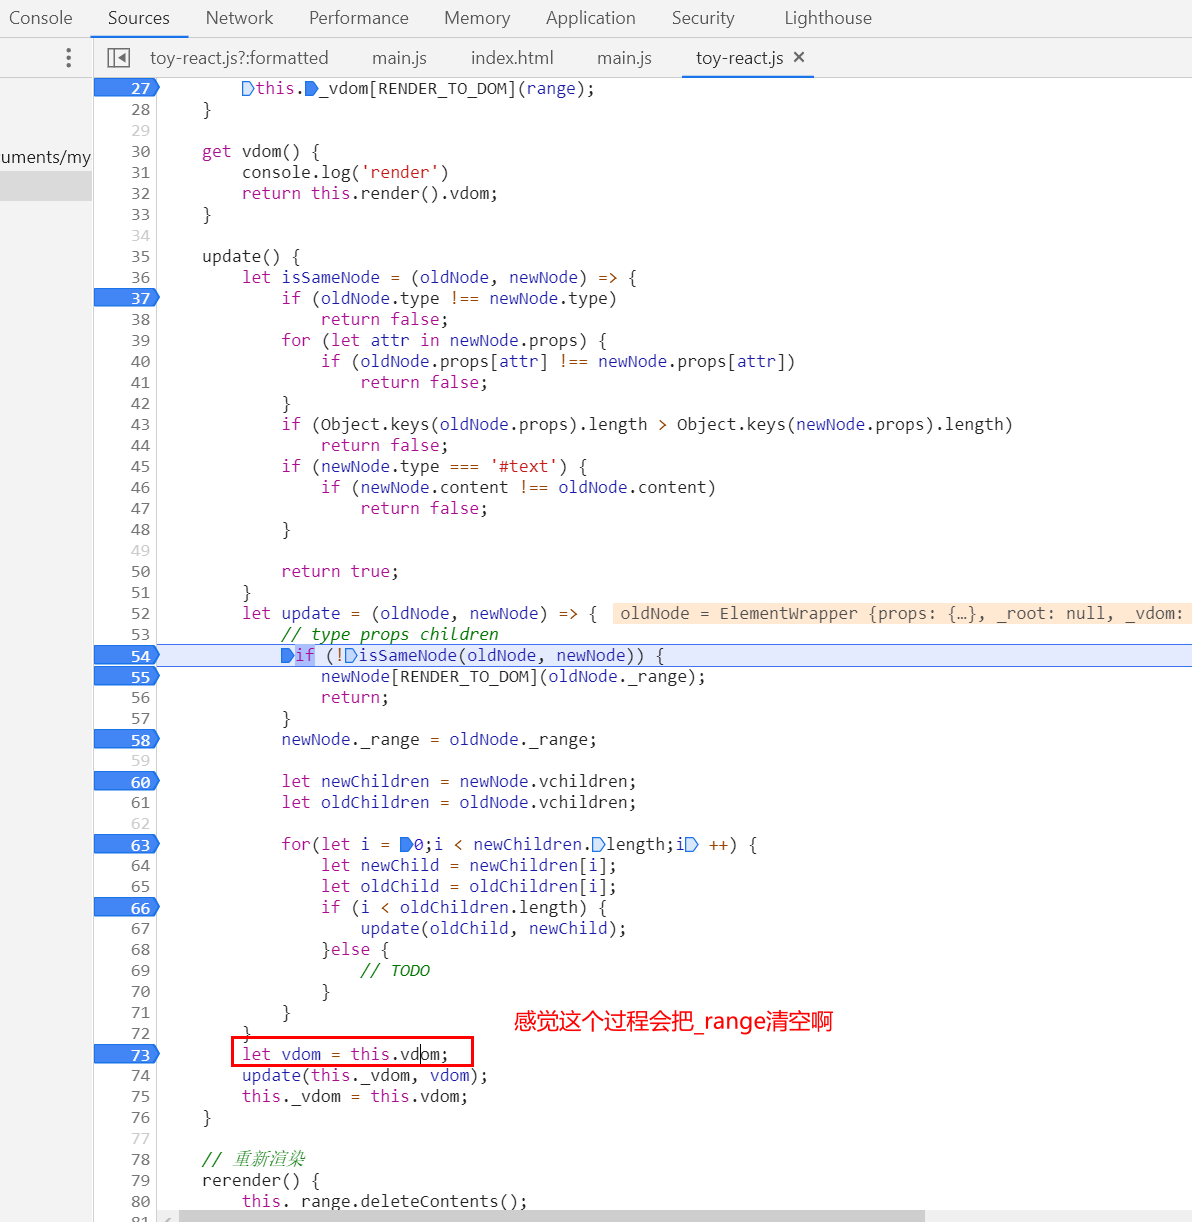 Console Sources Network Performance Memory Application Security Lighthouse
toy-react.js?:formatted main.js index.html main.js toy-react.js ×
uments/my
27 this._vdom[RENDER_TO_DOM](range);
28 }
29
30 get vdom() {
31 console.log('render')
32 return this.render().vdom;
33 }
34
35 update() {
36 let isSameNode = (oldNode, newNode) => {
37 if (oldNode.type !== newNode.type)
38 return false;
39 for (let attr in newNode.props) {
40 if (oldNode.props[attr] !== newNode.props[attr])
41 return false;
42 }
43 if (Object.keys(oldNode.props).length > Object.keys(newNode.props).length)
44 return false;
45 if (newNode.type === '#text') {
46 if (newNode.content !== oldNode.content)
47 return false;
48 }
49
50 return true;
51 }
52 let update = (oldNode, newNode) => { oldNode = ElementWrapper {props: {…}, _root: null, _vdom:
53 // type props children
54 if (!isSameNode(oldNode, newNode)) {
55 newNode[RENDER_TO_DOM](oldNode._range);
56 return;
57 }
58 newNode._range = oldNode._range;
59
60 let newChildren = newNode.vchildren;
61 let oldChildren = oldNode.vchildren;
62
63 for(let i = 0;i < newChildren.length;i ++) {
64 let newChild = newChildren[i];
65 let oldChild = oldChildren[i];
66 if (i < oldChildren.length) {
67 update(oldChild, newChild);
68 }else {
69 // TODO
70 }
71 }
感觉这个过程会把_range清空啊
72 }
73 let vdom = this.vdom;
74 update(this._vdom, vdom);
75 this._vdom = this.vdom;
76 }
77
78 // 重新渲染
79 rerender() {
80 this._range.deleteContents();
81